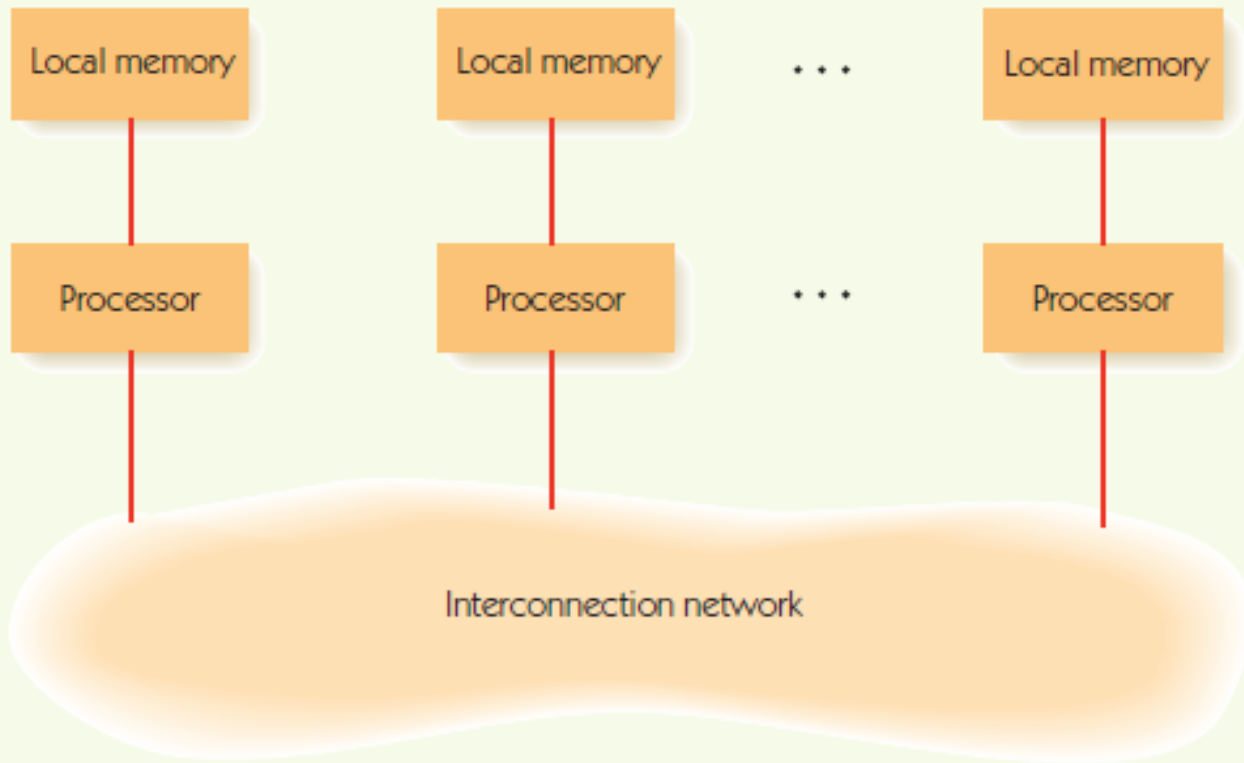 Local memory
Local memory
. . .
Local memory
Processor
Processor
. . .
Processor
Interconnection network